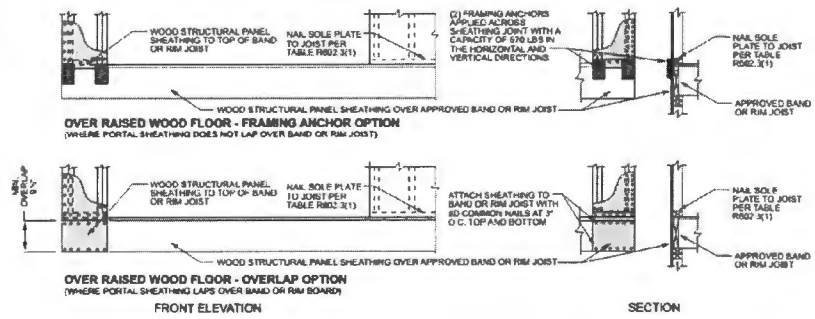 WOOD STRUCTURAL PANEL
SHEATHING TO TOP OF BAND
OR RIM JOIST
NAIL SOLE PLATE
TO JOIST PER
TABLE R602.3(1)
(2) FRAMING ANCHORS
APPLIED ACROSS
SHEATHING JOINT WITH A
CAPACITY OF 670 LBS IN
THE HORIZONTAL AND
VERTICAL DIRECTIONS
NAIL SOLE
PLATE TO JOIST
PER TABLE
R602.3(1)
WOOD STRUCTURAL PANEL SHEATHING OVER APPROVED BAND OR RIM JOIST
APPROVED BAND
OR RIM JOIST
OVER RAISED WOOD FLOOR - FRAMING ANCHOR OPTION
(WHERE PORTAL SHEATHING DOES NOT LAP OVER BAND OR RIM JOIST)
MIN.
OVERLAP
9 ¼"
WOOD STRUCTURAL PANEL
SHEATHING TO TOP OF BAND
OR RIM JOIST
NAIL SOLE PLATE
TO JOIST PER
TABLE R602.3(1)
ATTACH SHEATHING TO
BAND OR RIM JOIST WITH
8D COMMON NAILS AT 3"
O.C. TOP AND BOTTOM
NAIL SOLE
PLATE TO JOIST
PER TABLE
R602.3(1)
WOOD STRUCTURAL PANEL SHEATHING OVER APPROVED BAND OR RIM JOIST
APPROVED BAND
OR RIM JOIST
OVER RAISED WOOD FLOOR - OVERLAP OPTION
(WHERE PORTAL SHEATHING LAPS OVER BAND OR RIM BOARD)
FRONT ELEVATION
SECTION